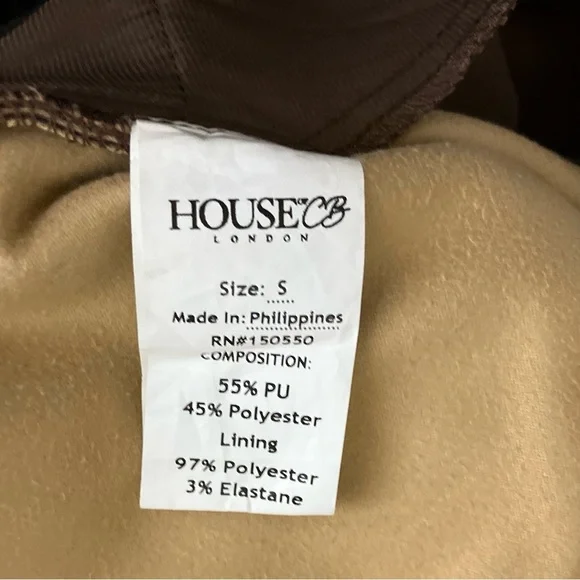 HOUSE OF CB
LONDON
Size: S
Made In: Philippines
RN#150550
COMPOSITION:
55% PU
45% Polyester
Lining
97% Polyester
3% Elastane